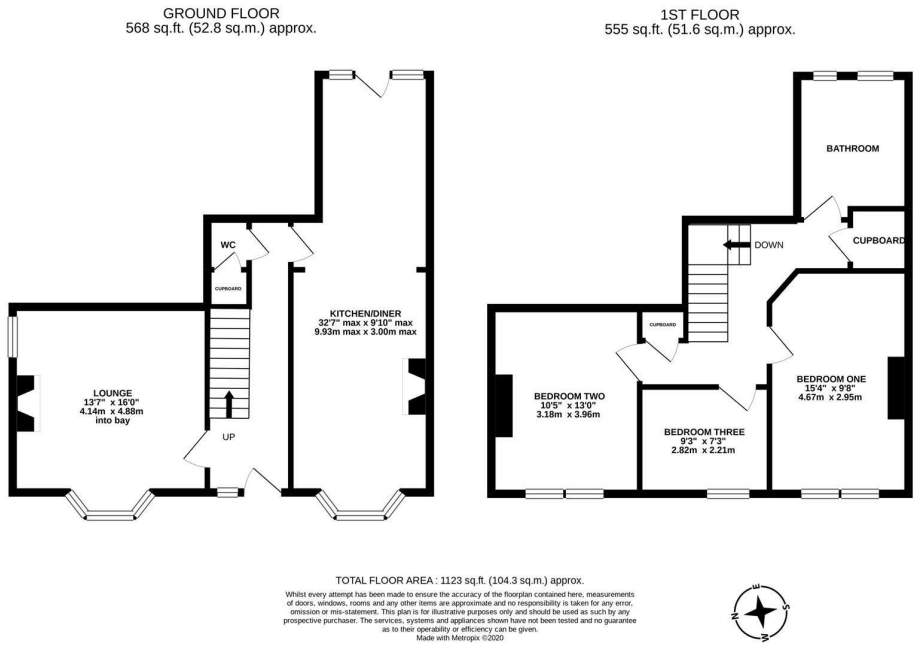 GROUND FLOOR
568 sq.ft. (52.8 sq.m.) approx.
1ST FLOOR
555 sq.ft. (51.6 sq.m.) approx.
WC
CUPBOARD
KITCHEN/DINER
32'7" max x 9'10" max
9.93m max x 3.00m max
LOUNGE
13'7" x 16'0"
4.14m x 4.88m
into bay
UP
BATHROOM
DOWN
CUPBOARD
CUPBOARD
BEDROOM ONE
15'4" x 9'8"
4.67m x 2.95m
BEDROOM TWO
10'5" x 13'0"
3.18m x 3.96m
BEDROOM THREE
9'3" x 7'3"
2.82m x 2.21m
TOTAL FLOOR AREA : 1123 sq.ft. (104.3 sq.m.) approx.
Whilst every attempt has been made to ensure the accuracy of the floorplan contained here, measurements
of doors, windows, rooms and any other items are approximate and no responsibility is taken for any error,
omission or mis-statement. This plan is for illustrative purposes only and should be used as such by any
prospective purchaser. The services, systems and appliances shown have not been tested and no guarantee
as to their operability or efficiency can be given.
Made with Metropix ©2020
E
N
S
W